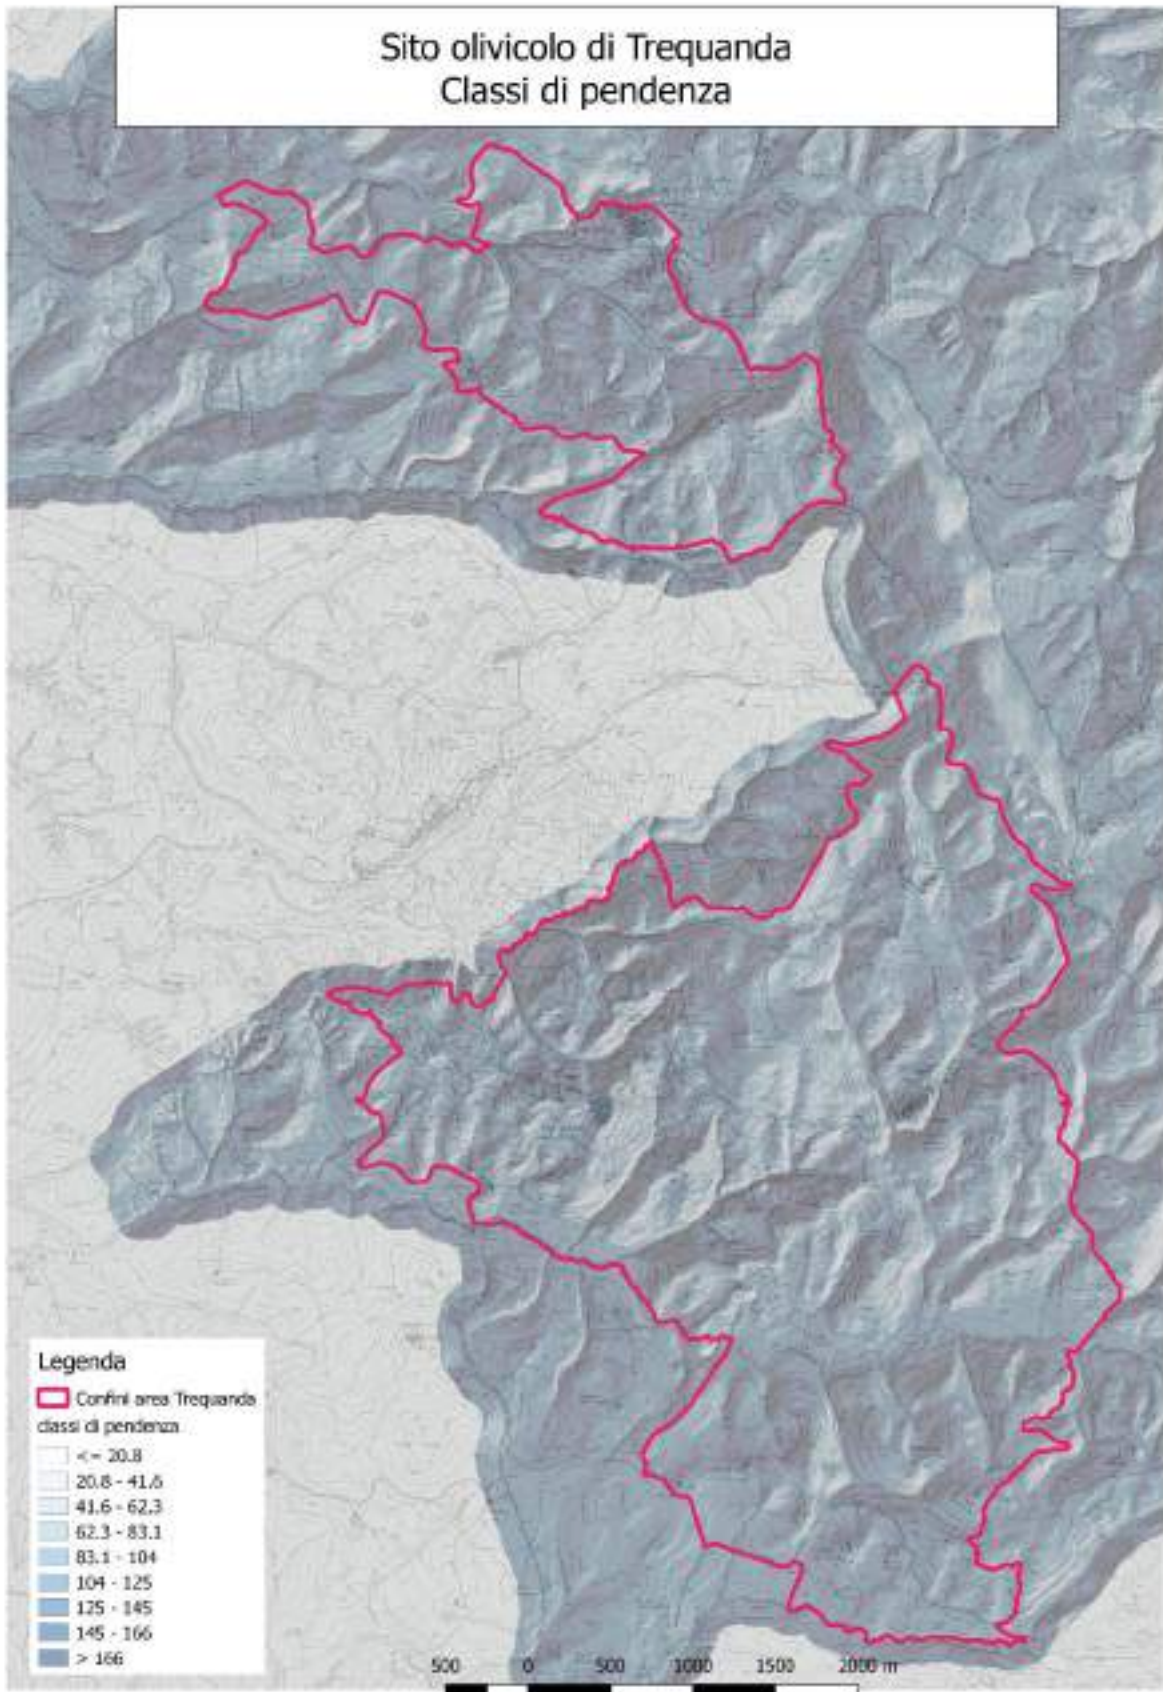 Sito olivicolo di Trequanda
Classi di pendenza
Legenda
Confini area Trequanda
classi di pendenza
<= 20.8
20.8 - 41.6
41.6 - 62.3
62.3 - 83.1
83.1 - 104
104 - 125
125 - 145
145 - 166
> 166
500 0 500 1000 1500 2000 m